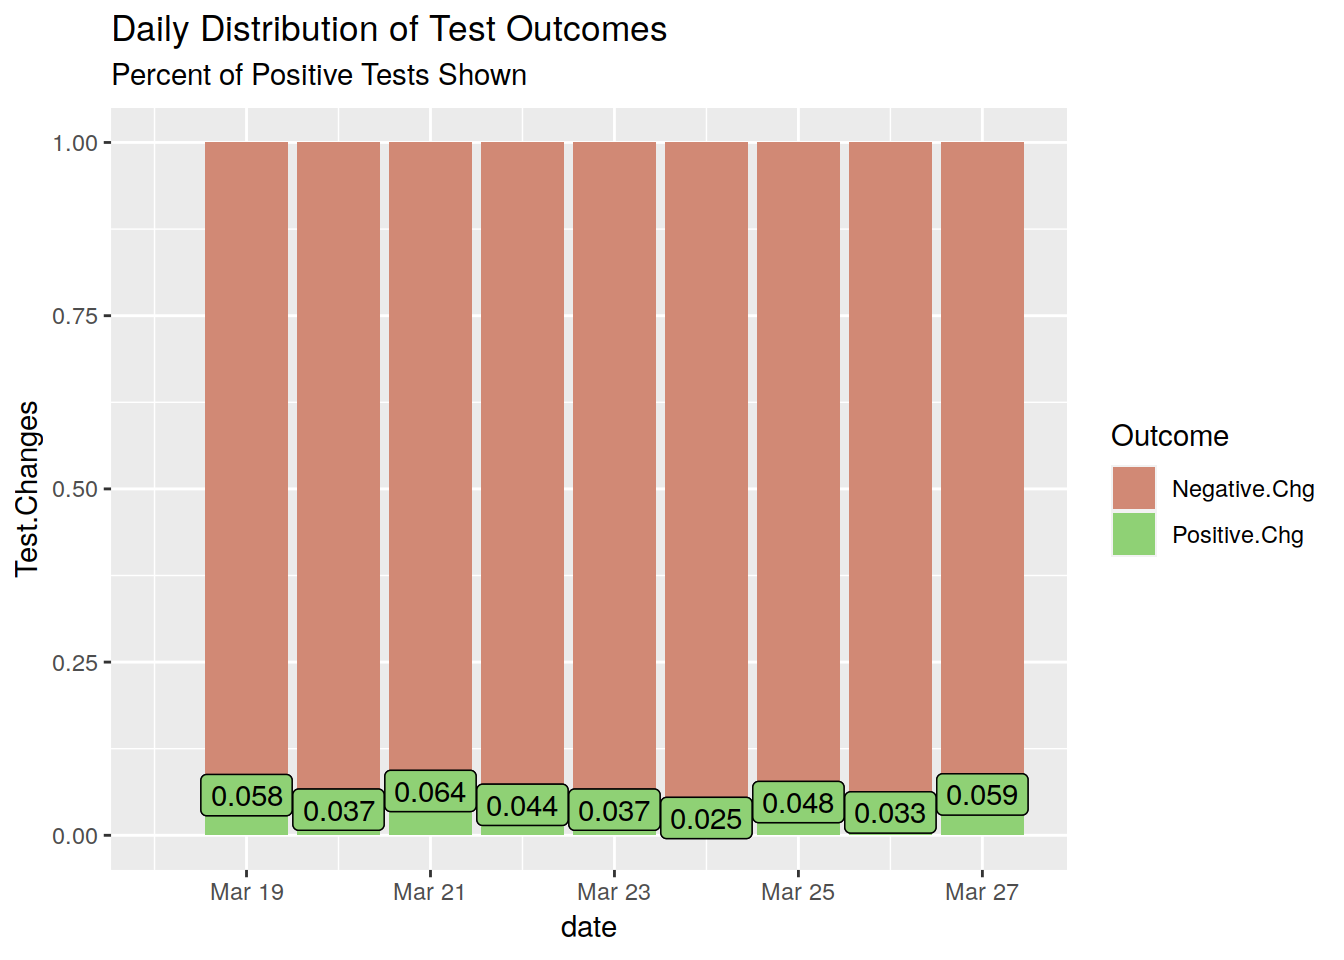 Daily Distribution of Test Outcomes
Percent of Positive Tests Shown
Test.Changes
1.00
0.75
0.50
0.25
0.00
0.058
0.037
0.064
0.044
0.037
0.025
0.048
0.033
0.059
Mar 19
Mar 21
Mar 23
Mar 25
Mar 27
date
Outcome
Negative.Chg
Positive.Chg